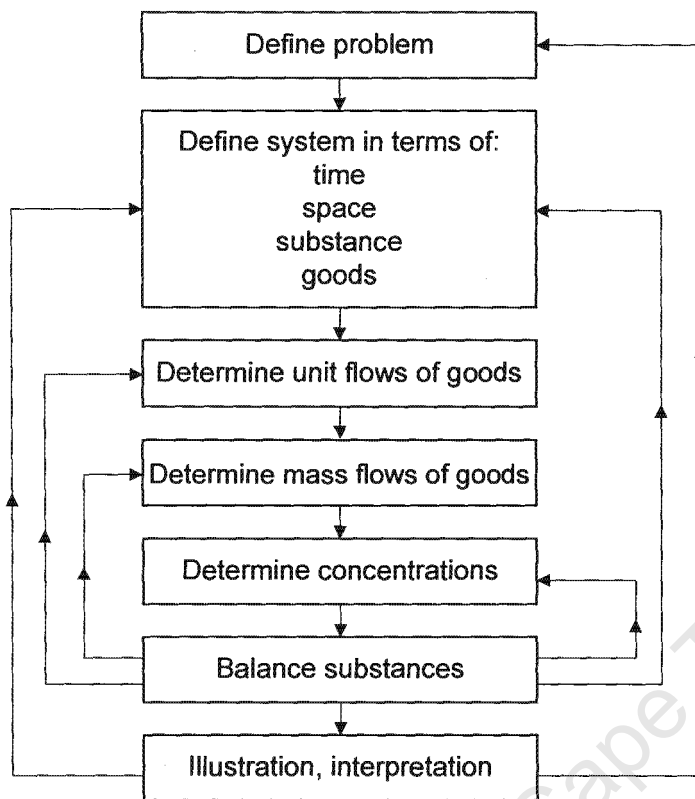 Define problem
Define system in terms of:
time
space
substance
goods
Determine unit flows of goods
Determine mass flows of goods
Determine concentrations
Balance substances
Illustration, interpretation